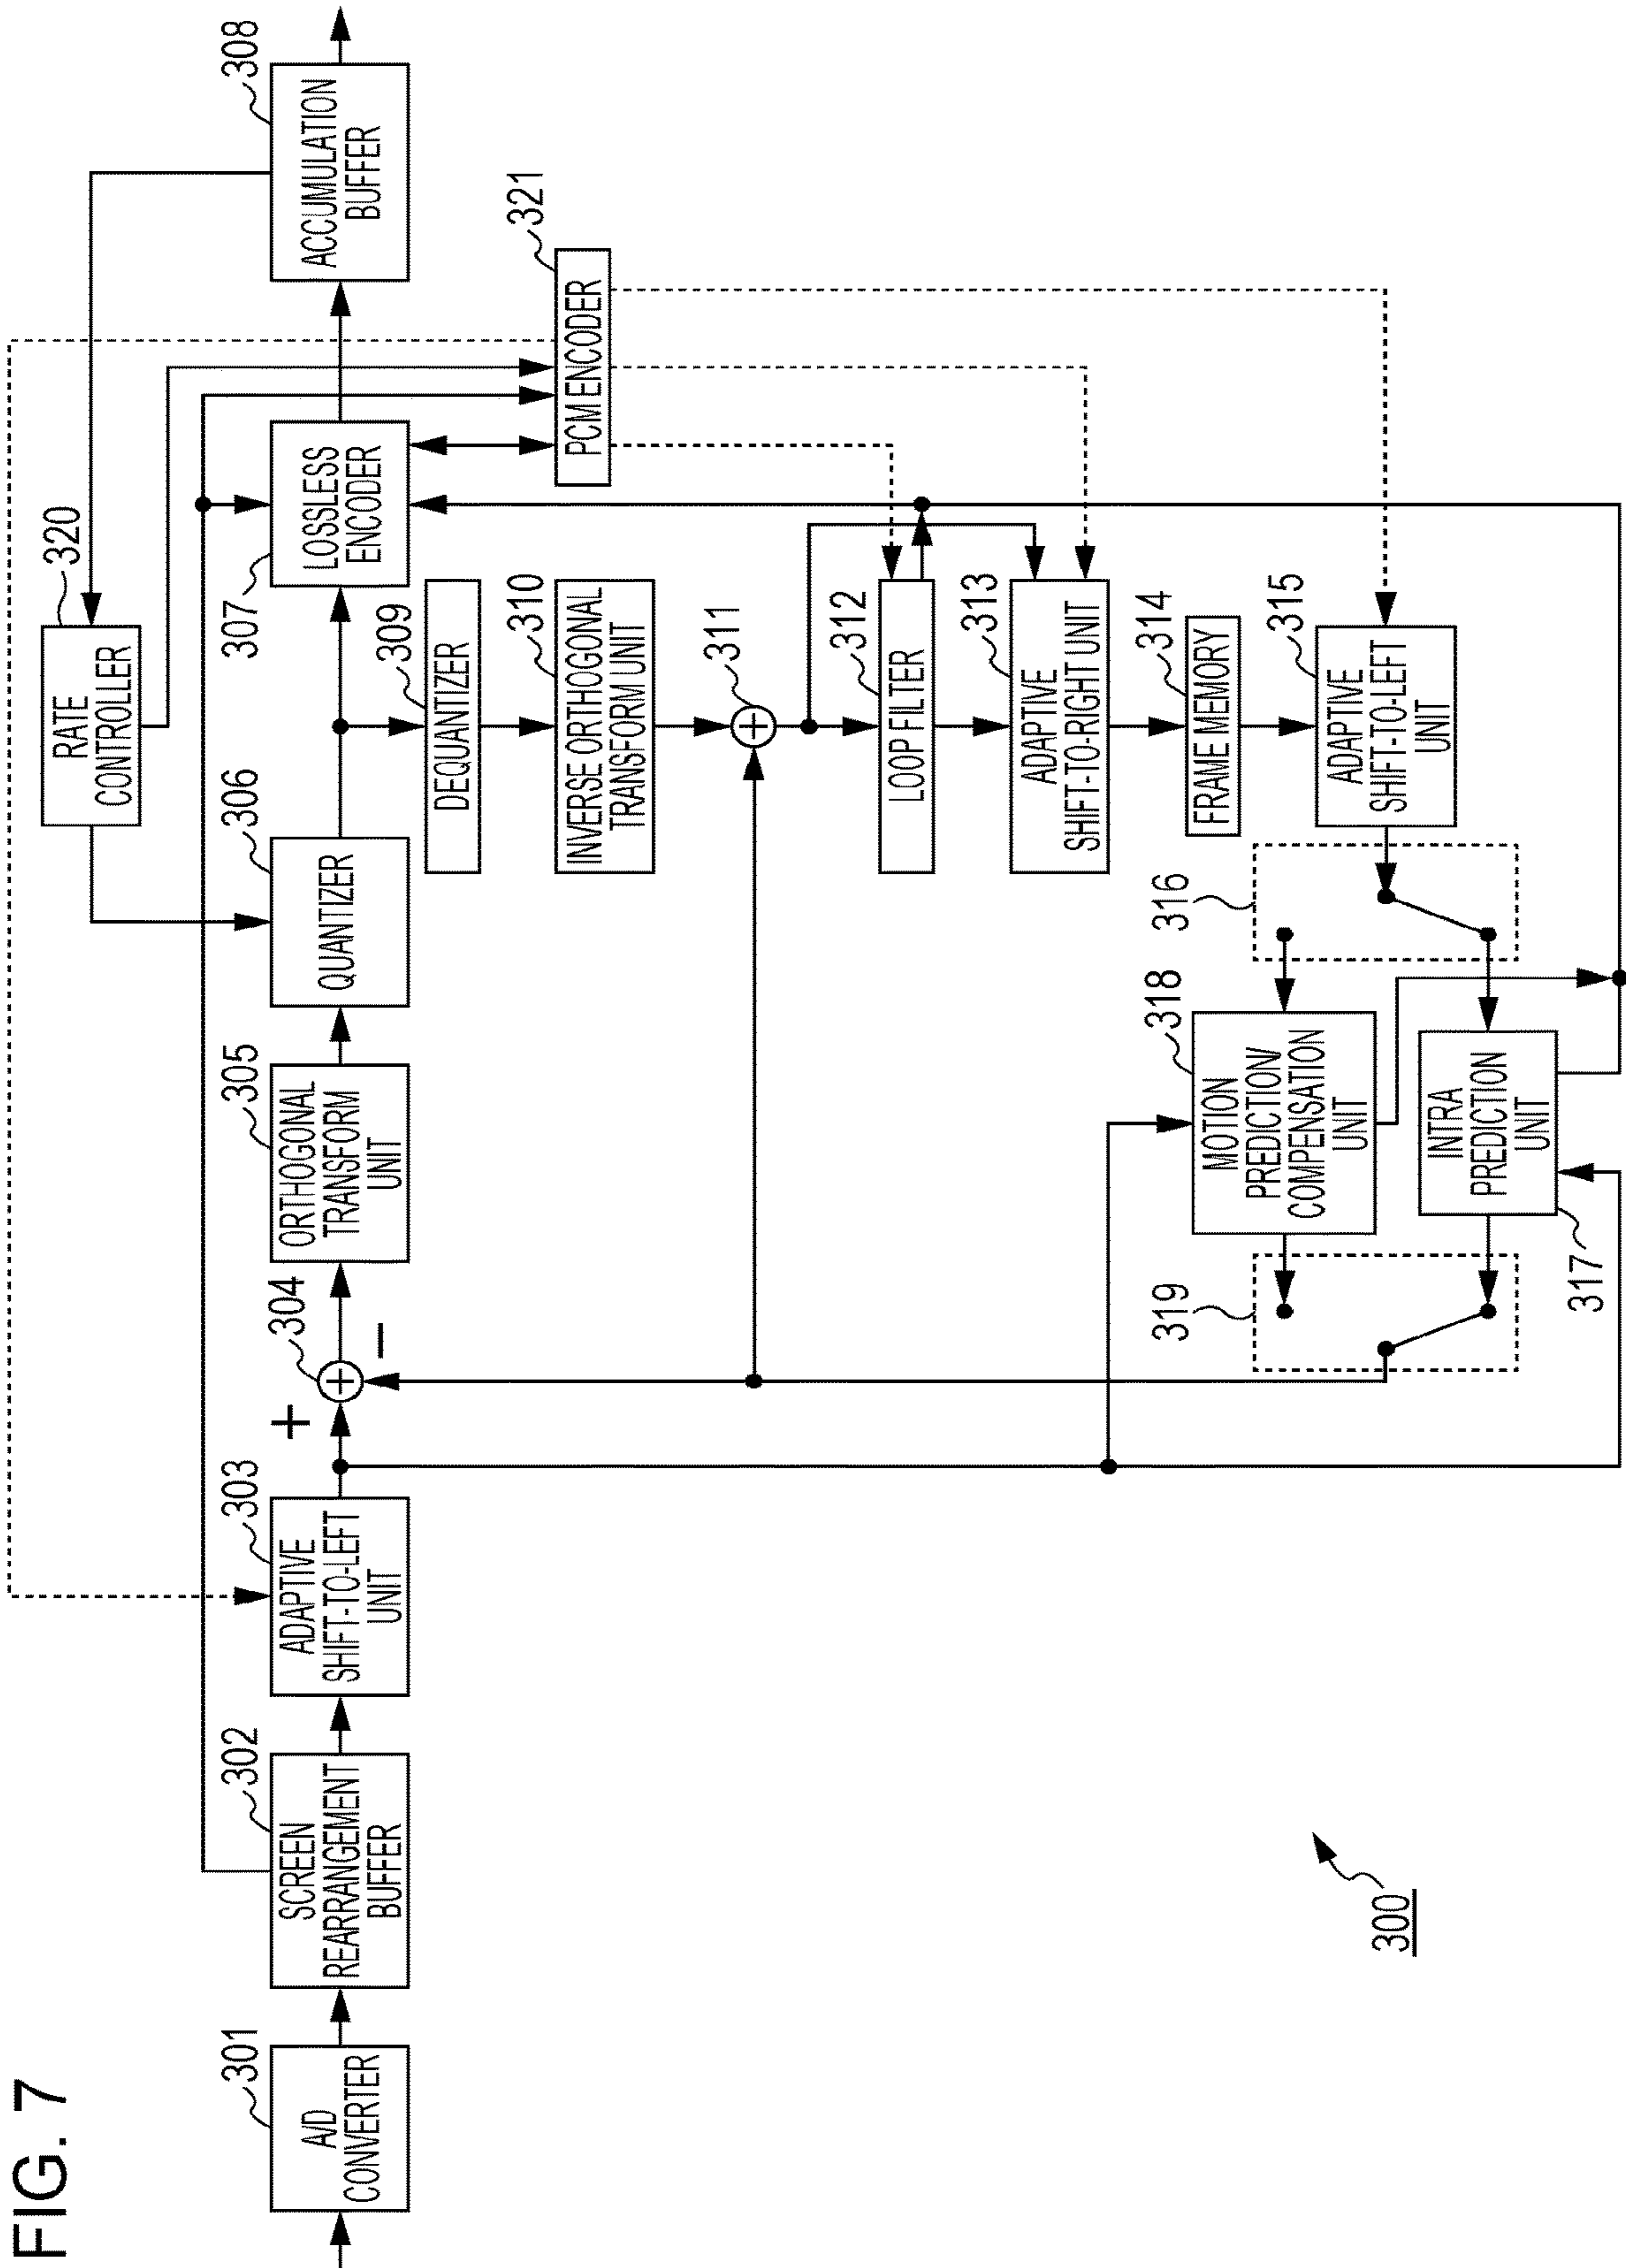 FIG. 7
301
A/D
CONVERTER
302
SCREEN
REARRANGEMENT
BUFFER
303
ADAPTIVE
SHIFT-TO-LEFT
UNIT
+
304
−
305
ORTHOGONAL
TRANSFORM
UNIT
306
QUANTIZER
320
RATE
CONTROLLER
307
LOSSLESS
ENCODER
308
ACCUMULATION
BUFFER
309
DEQUANTIZER
310
INVERSE ORTHOGONAL
TRANSFORM UNIT
321
PCM ENCODER
311
312
LOOP FILTER
313
ADAPTIVE
SHIFT-TO-RIGHT UNIT
314
FRAME MEMORY
315
ADAPTIVE
SHIFT-TO-LEFT
UNIT
316
318
MOTION
PREDICTION/
COMPENSATION
UNIT
319
INTRA
PREDICTION
UNIT
317
300